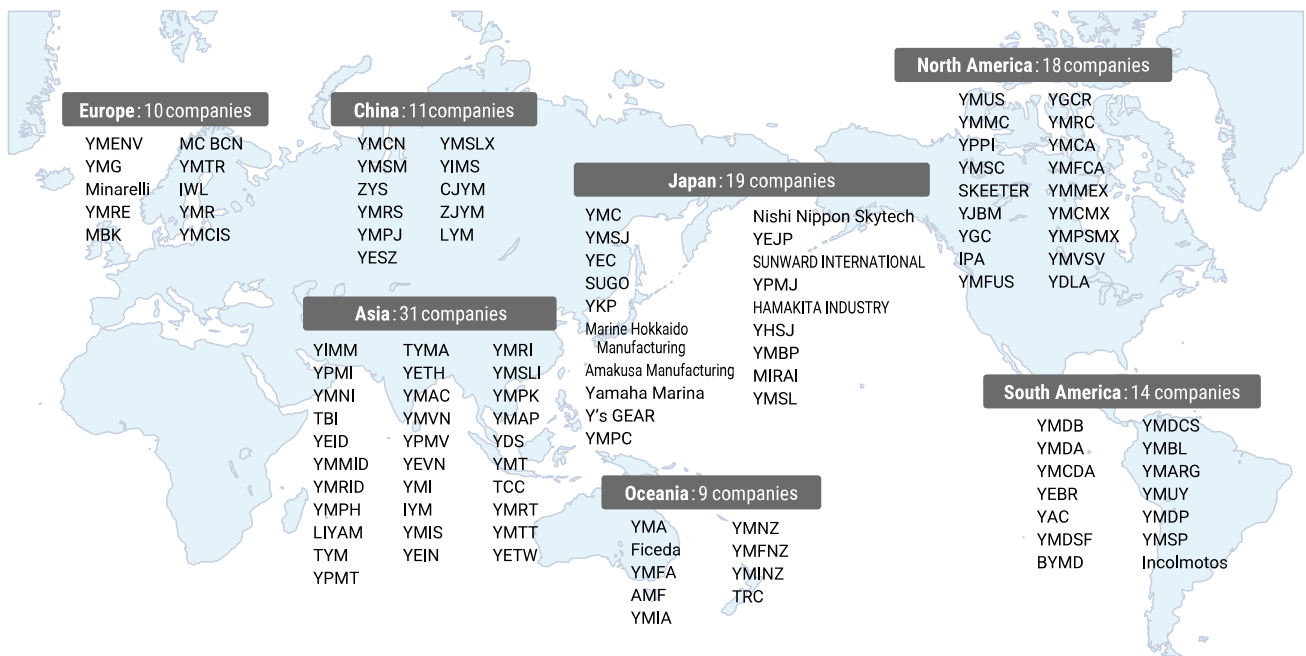 Europe: 10 companies
YMENV
YMG
Minarelli
YMRE
MBK
MC BCN
YMTR
IWL
YMR
YMCIS
China: 11 companies
YMCN
YMSM
ZYS
YMRS
YMPJ
YESZ
YMSLX
YIMS
CJYM
ZJYM
LYM
Japan: 19 companies
YMC
YMSJ
YEC
SUGO
YKP
Marine Hokkaido
Manufacturing
Amakusa Manufacturing
Yamaha Marina
Y's GEAR
YMPC
Nishi Nippon Skytech
YEJP
SUNWARD INTERNATIONAL
YPMJ
HAMAKITA INDUSTRY
YHSJ
YMBP
MIRAI
YMSL
North America: 18 companies
YMUS
YMMC
YPPI
YMSC
SKEETER
YJBM
YGC
IPA
YMFUS
YGCR
YMRC
YMCA
YMFCA
YMMEX
YMCMX
YMPSMX
YMVSV
YDLA
Asia: 31 companies
YIMM
YPMI
YMNI
TBI
YEID
YMMID
YMRID
YMPH
LIYAM
TYM
YPMT
TYMA
YETH
YMAC
YMVN
YPMV
YEVN
YMI
IYM
YMIS
YEIN
YMRI
YMSLI
YMPK
YMAP
YDS
YMT
TCC
YMRT
YMTT
YETW
Oceania: 9 companies
YMA
Ficeda
YMFA
AMF
YMIA
YMNZ
YMFNZ
YMINZ
TRC
South America: 14 companies
YMDB
YMDA
YMCDA
YEBR
YAC
YMDSF
BYMD
YMDCS
YMBL
YMARG
YMUY
YMDP
YMSP
Incolmotos